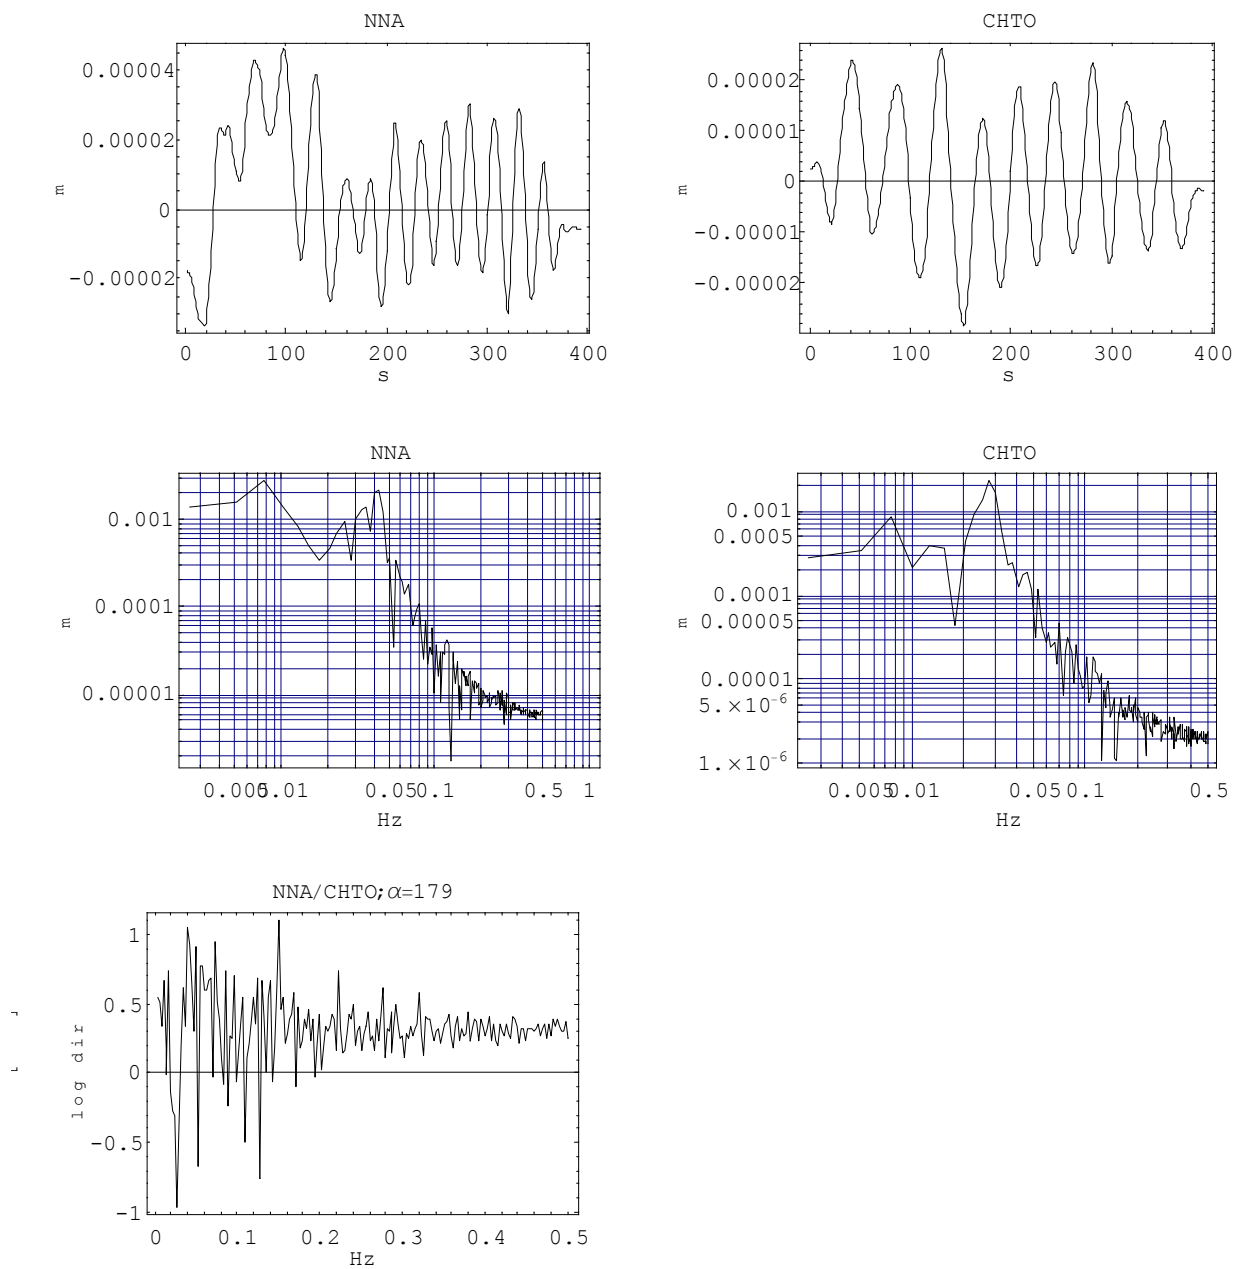 NNA
0.00004
0.00002
0
-0.00002
m
0 100 200 300 400
s
CHTO
0.00002
0.00001
0
-0.00001
-0.00002
m
0 100 200 300 400
s
NNA
0.001
0.0001
0.00001
m
0.005 0.01 0.05 0.1 0.5 1
Hz
CHTO
0.001
0.0005
0.0001
0.00005
0.00001
5.×10⁻⁶
1.×10⁻⁶
m
0.005 0.01 0.05 0.1 0.5
Hz
NNA/CHTO;α=179
1
0.5
0
-0.5
-1
log dir
0 0.1 0.2 0.3 0.4 0.5
Hz